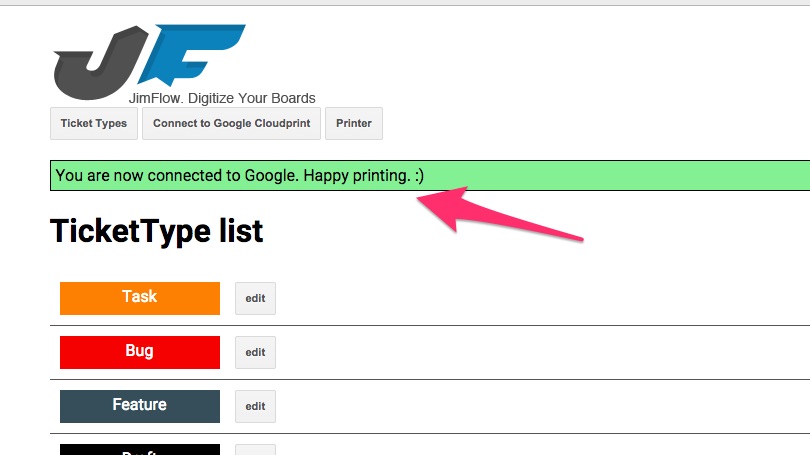 JF
JimFlow. Digitize Your Boards
Ticket Types Connect to Google Cloudprint Printer
You are now connected to Google. Happy printing. :)
TicketType list
Task edit
Bug edit
Feature edit